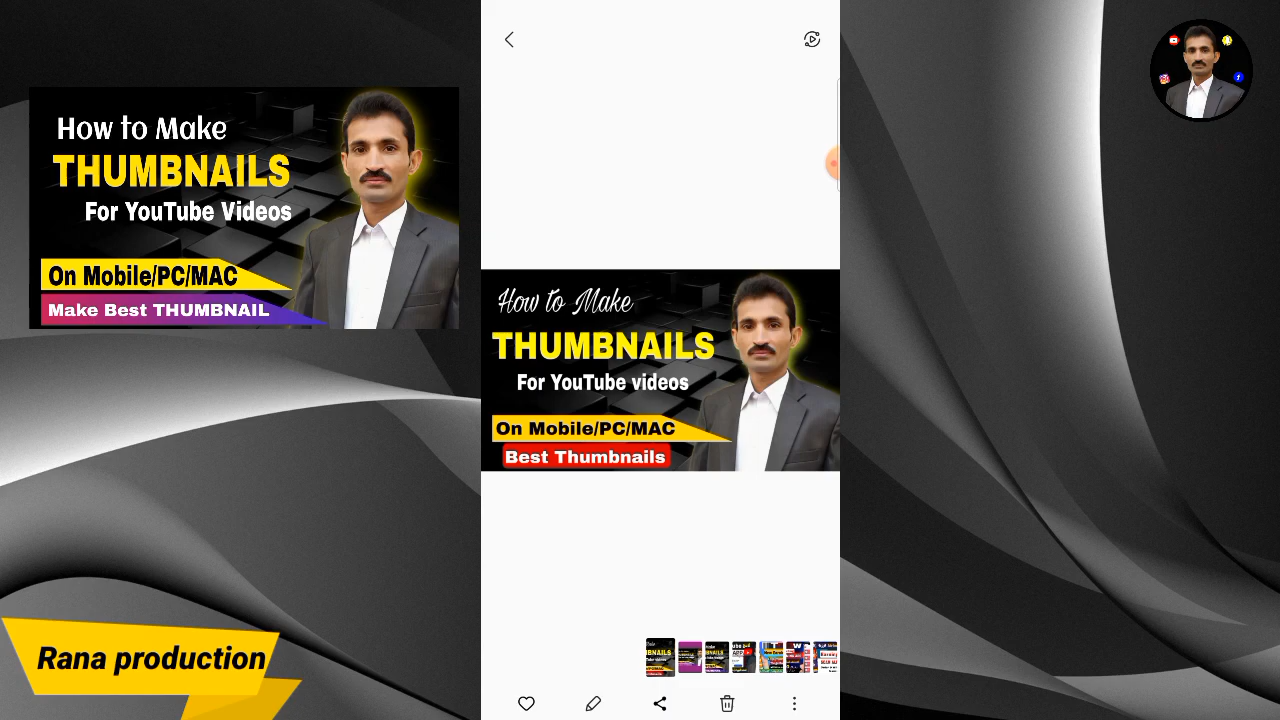 How to Make
THUMBNAILS
For YouTube Videos
On Mobile/PC/MAC
Make Best THUMBNAIL
How to Make
THUMBNAILS
For YouTube videos
On Mobile/PC/MAC
Best Thumbnails
Rana production